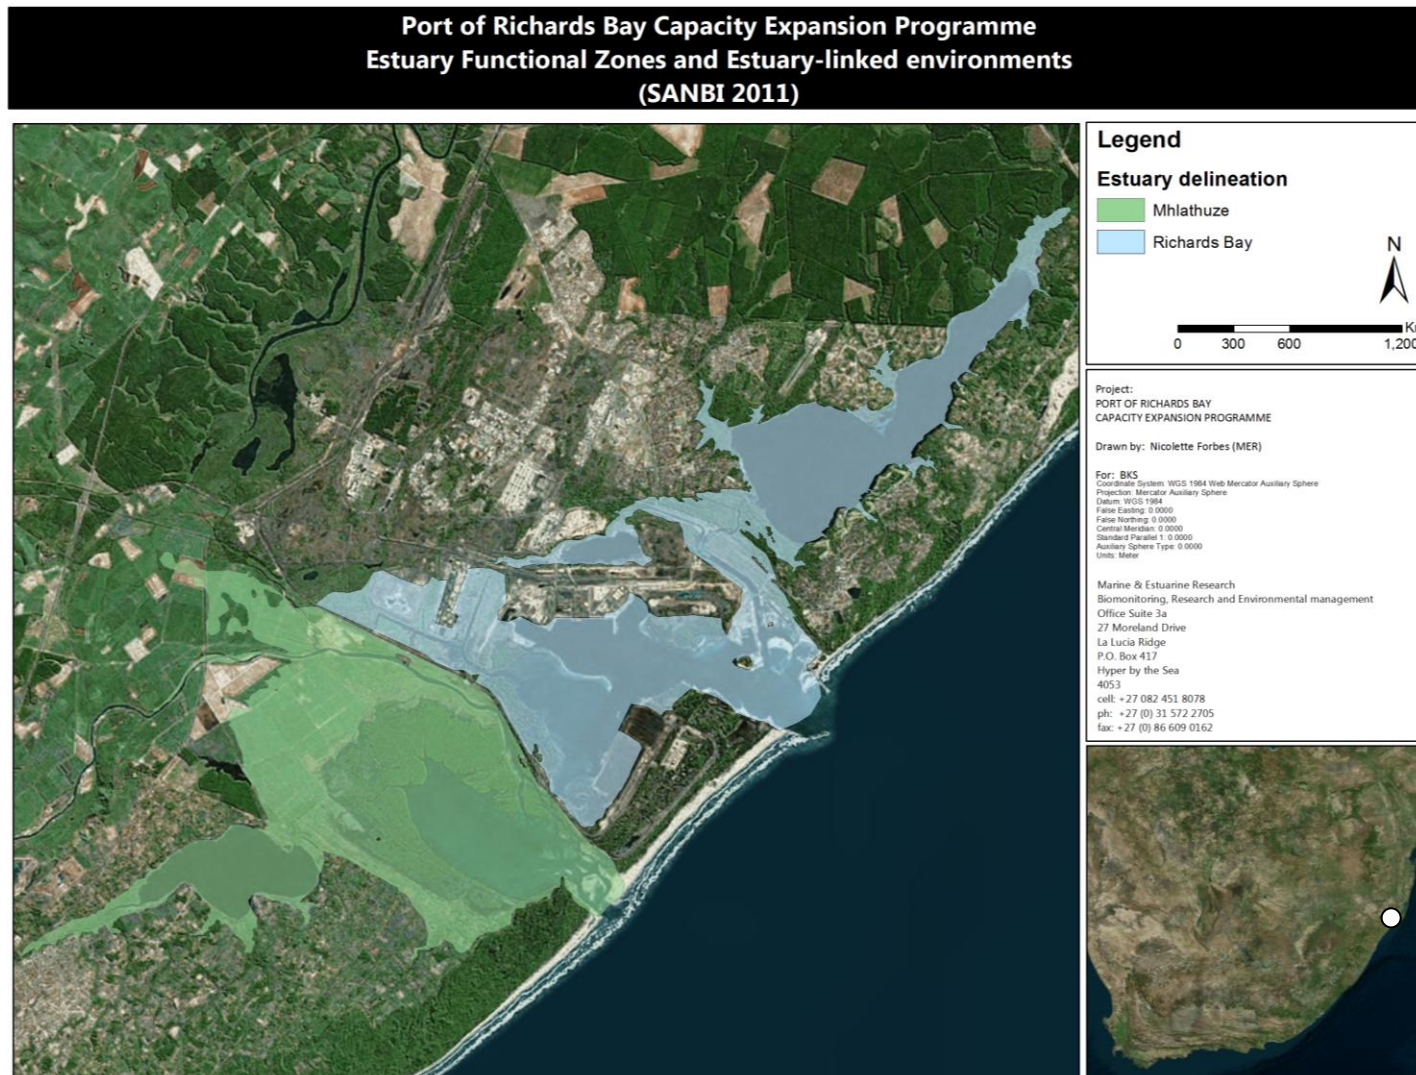 Port of Richards Bay Capacity Expansion Programme
Estuary Functional Zones and Estuary-linked environments
(SANBI 2011)
Legend
Estuary delineation
Mhlathuze
Richards Bay
N
0 300 600 1,200
Project:
PORT OF RICHARDS BAY
CAPACITY EXPANSION PROGRAMME
Drawn by: Nicolette Forbes (MER)
For: BKS
Coordinate System: WGS 1984 Web Mercator Auxiliary Sphere
Projection: Mercator Auxiliary Sphere
Datum: WGS 1984
False Easting: 0.0000
False Northing: 0.0000
Central Meridian: 0.0000
Standard Parallel 1: 0.0000
Auxiliary Sphere Type: 0.0000
Units: Meter
Marine & Estuarine Research
Biomonitoring, Research and Environmental management
Office Suite 3a
27 Moreland Drive
La Lucia Ridge
P.O. Box 417
Hyper by the Sea
4053
cell: +27 082 451 8078
ph: +27 (0) 31 572 2705
fax: +27 (0) 86 609 0162